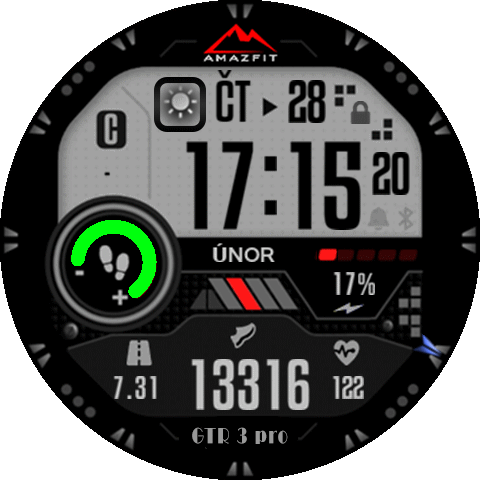 AMAZFIT
ČT 28
C
-
17:15 20
ÚNOR
17%
- +
7.31 13316 122
GTR 3 pro